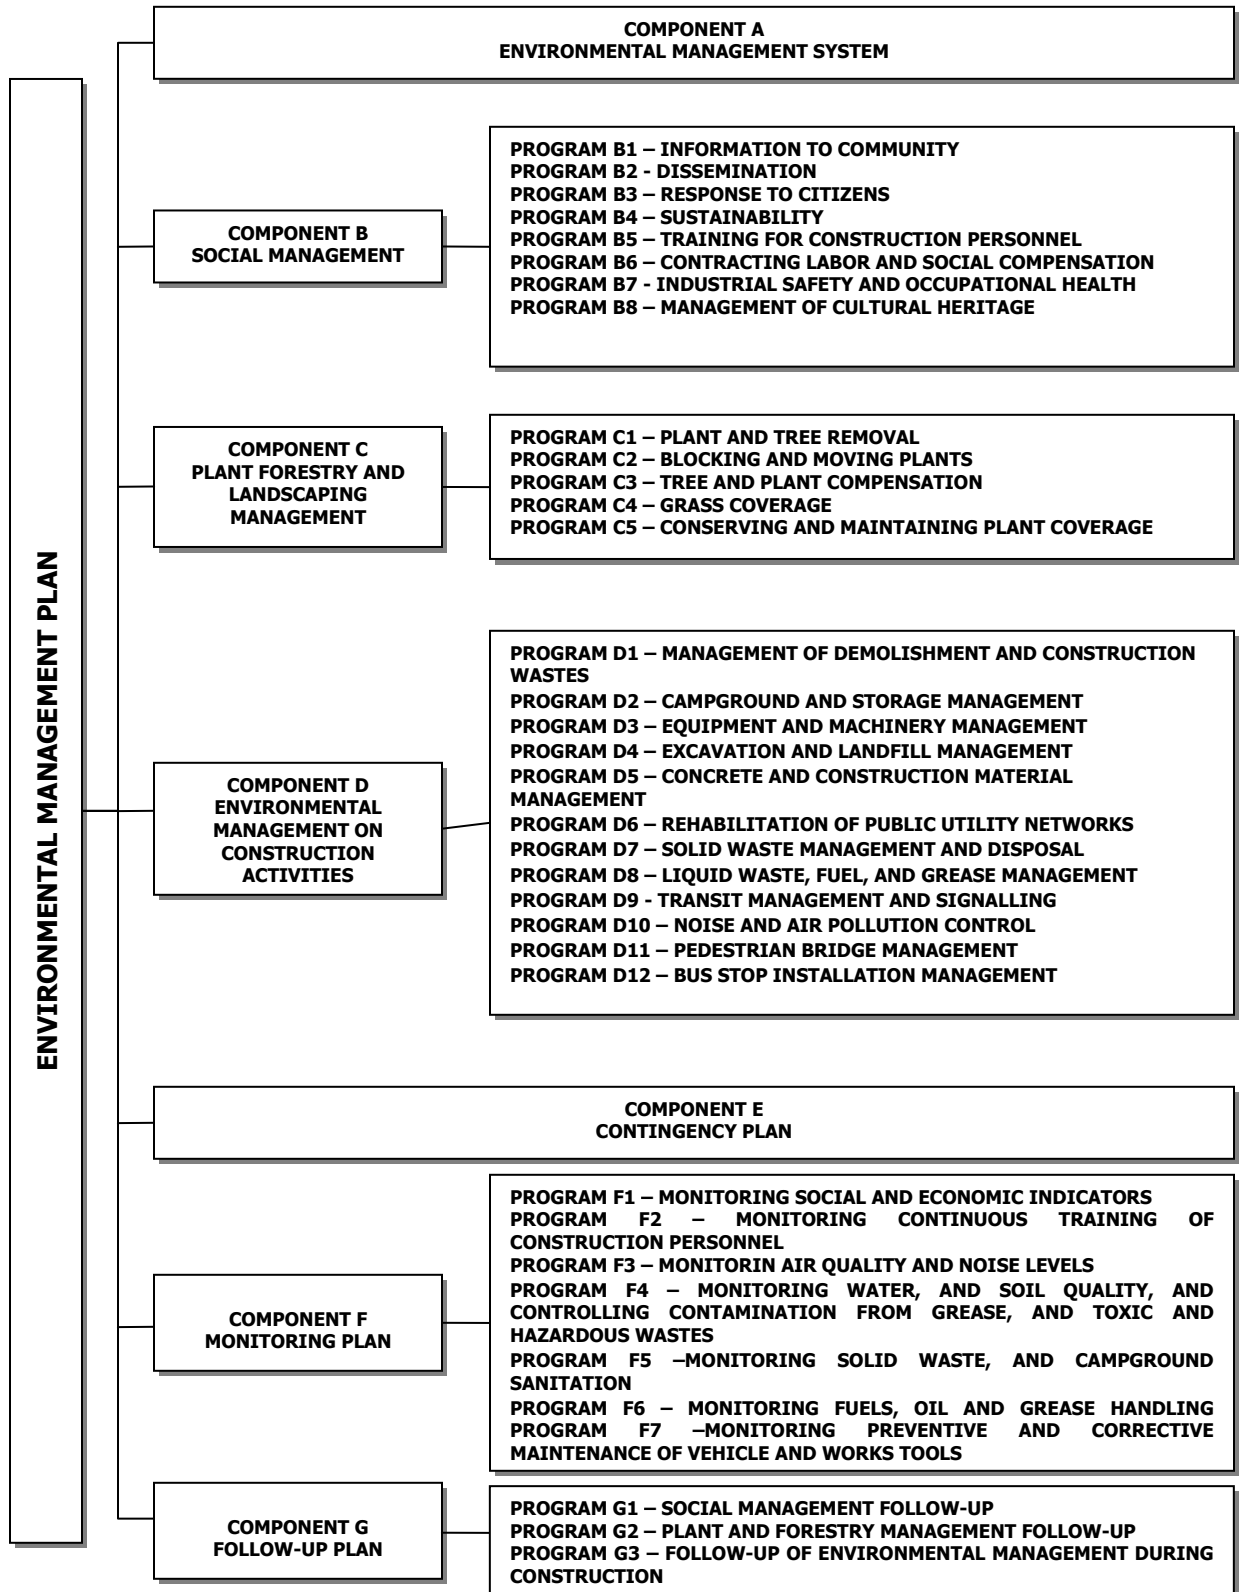 COMPONENT A
ENVIRONMENTAL MANAGEMENT SYSTEM
ENVIRONMENTAL MANAGEMENT PLAN
COMPONENT B
SOCIAL MANAGEMENT
PROGRAM B1 – INFORMATION TO COMMUNITY
PROGRAM B2 - DISSEMINATION
PROGRAM B3 – RESPONSE TO CITIZENS
PROGRAM B4 – SUSTAINABILITY
PROGRAM B5 – TRAINING FOR CONSTRUCTION PERSONNEL
PROGRAM B6 – CONTRACTING LABOR AND SOCIAL COMPENSATION
PROGRAM B7 - INDUSTRIAL SAFETY AND OCCUPATIONAL HEALTH
PROGRAM B8 – MANAGEMENT OF CULTURAL HERITAGE
COMPONENT C
PLANT FORESTRY AND
LANDSCAPING
MANAGEMENT
PROGRAM C1 – PLANT AND TREE REMOVAL
PROGRAM C2 – BLOCKING AND MOVING PLANTS
PROGRAM C3 – TREE AND PLANT COMPENSATION
PROGRAM C4 – GRASS COVERAGE
PROGRAM C5 – CONSERVING AND MAINTAINING PLANT COVERAGE
COMPONENT D
ENVIRONMENTAL
MANAGEMENT ON
CONSTRUCTION
ACTIVITIES
PROGRAM D1 – MANAGEMENT OF DEMOLISHMENT AND CONSTRUCTION
WASTES
PROGRAM D2 – CAMPGROUND AND STORAGE MANAGEMENT
PROGRAM D3 – EQUIPMENT AND MACHINERY MANAGEMENT
PROGRAM D4 – EXCAVATION AND LANDFILL MANAGEMENT
PROGRAM D5 – CONCRETE AND CONSTRUCTION MATERIAL
MANAGEMENT
PROGRAM D6 – REHABILITATION OF PUBLIC UTILITY NETWORKS
PROGRAM D7 – SOLID WASTE MANAGEMENT AND DISPOSAL
PROGRAM D8 – LIQUID WASTE, FUEL, AND GREASE MANAGEMENT
PROGRAM D9 - TRANSIT MANAGEMENT AND SIGNALLING
PROGRAM D10 – NOISE AND AIR POLLUTION CONTROL
PROGRAM D11 – PEDESTRIAN BRIDGE MANAGEMENT
PROGRAM D12 – BUS STOP INSTALLATION MANAGEMENT
COMPONENT E
CONTINGENCY PLAN
COMPONENT F
MONITORING PLAN
PROGRAM F1 – MONITORING SOCIAL AND ECONOMIC INDICATORS
PROGRAM F2 – MONITORING CONTINUOUS TRAINING OF
CONSTRUCTION PERSONNEL
PROGRAM F3 – MONITORIN AIR QUALITY AND NOISE LEVELS
PROGRAM F4 – MONITORING WATER, AND SOIL QUALITY, AND
CONTROLLING CONTAMINATION FROM GREASE, AND TOXIC AND
HAZARDOUS WASTES
PROGRAM F5 –MONITORING SOLID WASTE, AND CAMPGROUND
SANITATION
PROGRAM F6 – MONITORING FUELS, OIL AND GREASE HANDLING
PROGRAM F7 –MONITORING PREVENTIVE AND CORRECTIVE
MAINTENANCE OF VEHICLE AND WORKS TOOLS
COMPONENT G
FOLLOW-UP PLAN
PROGRAM G1 – SOCIAL MANAGEMENT FOLLOW-UP
PROGRAM G2 – PLANT AND FORESTRY MANAGEMENT FOLLOW-UP
PROGRAM G3 – FOLLOW-UP OF ENVIRONMENTAL MANAGEMENT DURING
CONSTRUCTION